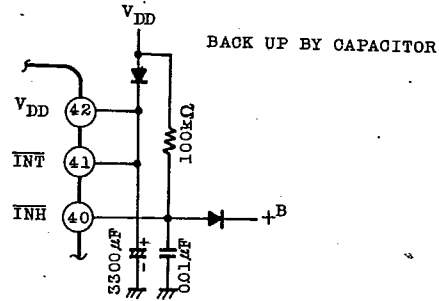 VDD
BACK UP BY CAPACITOR
VDD
42
INT
41
INH
40
100kΩ
+B
3300µF
+
-
0.01µF